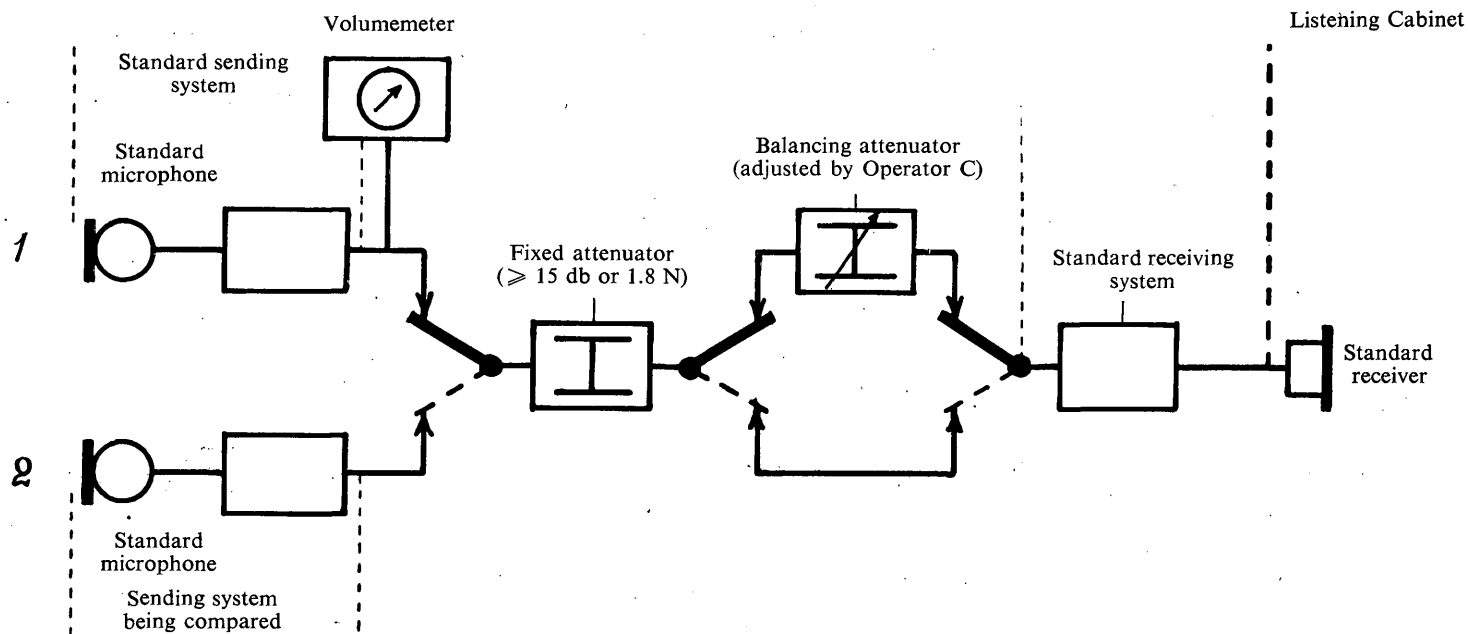 Volumemeter
Listening Cabinet
Standard sending
system
Standard
microphone
Balancing attenuator
(adjusted by Operator C)
1
Fixed attenuator
(⩾ 15 db or 1.8 N)
Standard receiving
system
Standard
receiver
2
Standard
microphone
Sending system
being compared